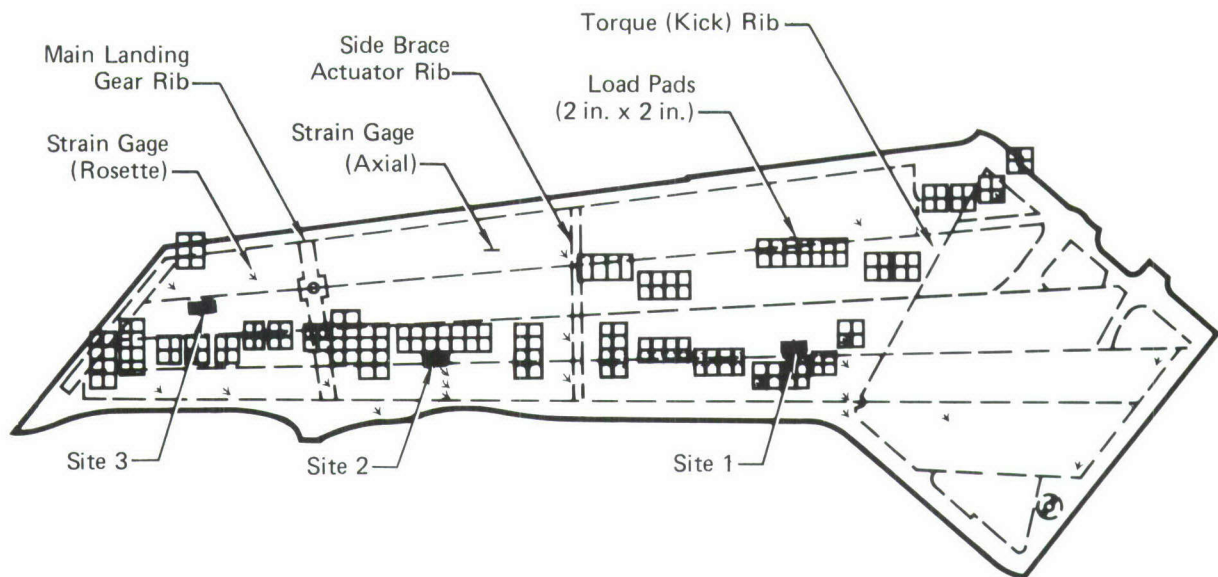 Torque (Kick) Rib
Side Brace
Actuator Rib
Main Landing
Gear Rib
Load Pads
(2 in. x 2 in.)
Strain Gage
(Axial)
Strain Gage
(Rosette)
Site 3
Site 2
Site 1